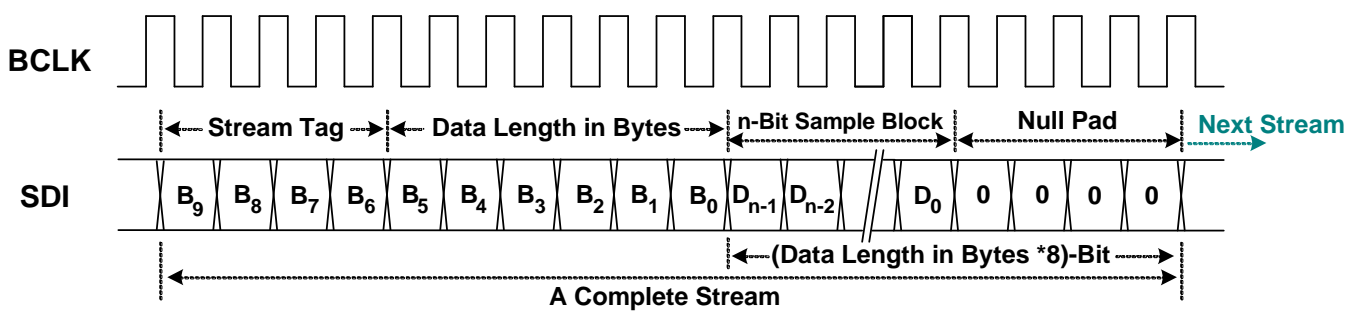 BCLK
Stream Tag Data Length in Bytes n-Bit Sample Block Null Pad Next Stream
SDI B₉ B₈ B₇ B₆ B₅ B₄ B₃ B₂ B₁ B₀ Dₙ₋₁ Dₙ₋₂ D₀ 0 0 0 0
(Data Length in Bytes *8)-Bit
A Complete Stream